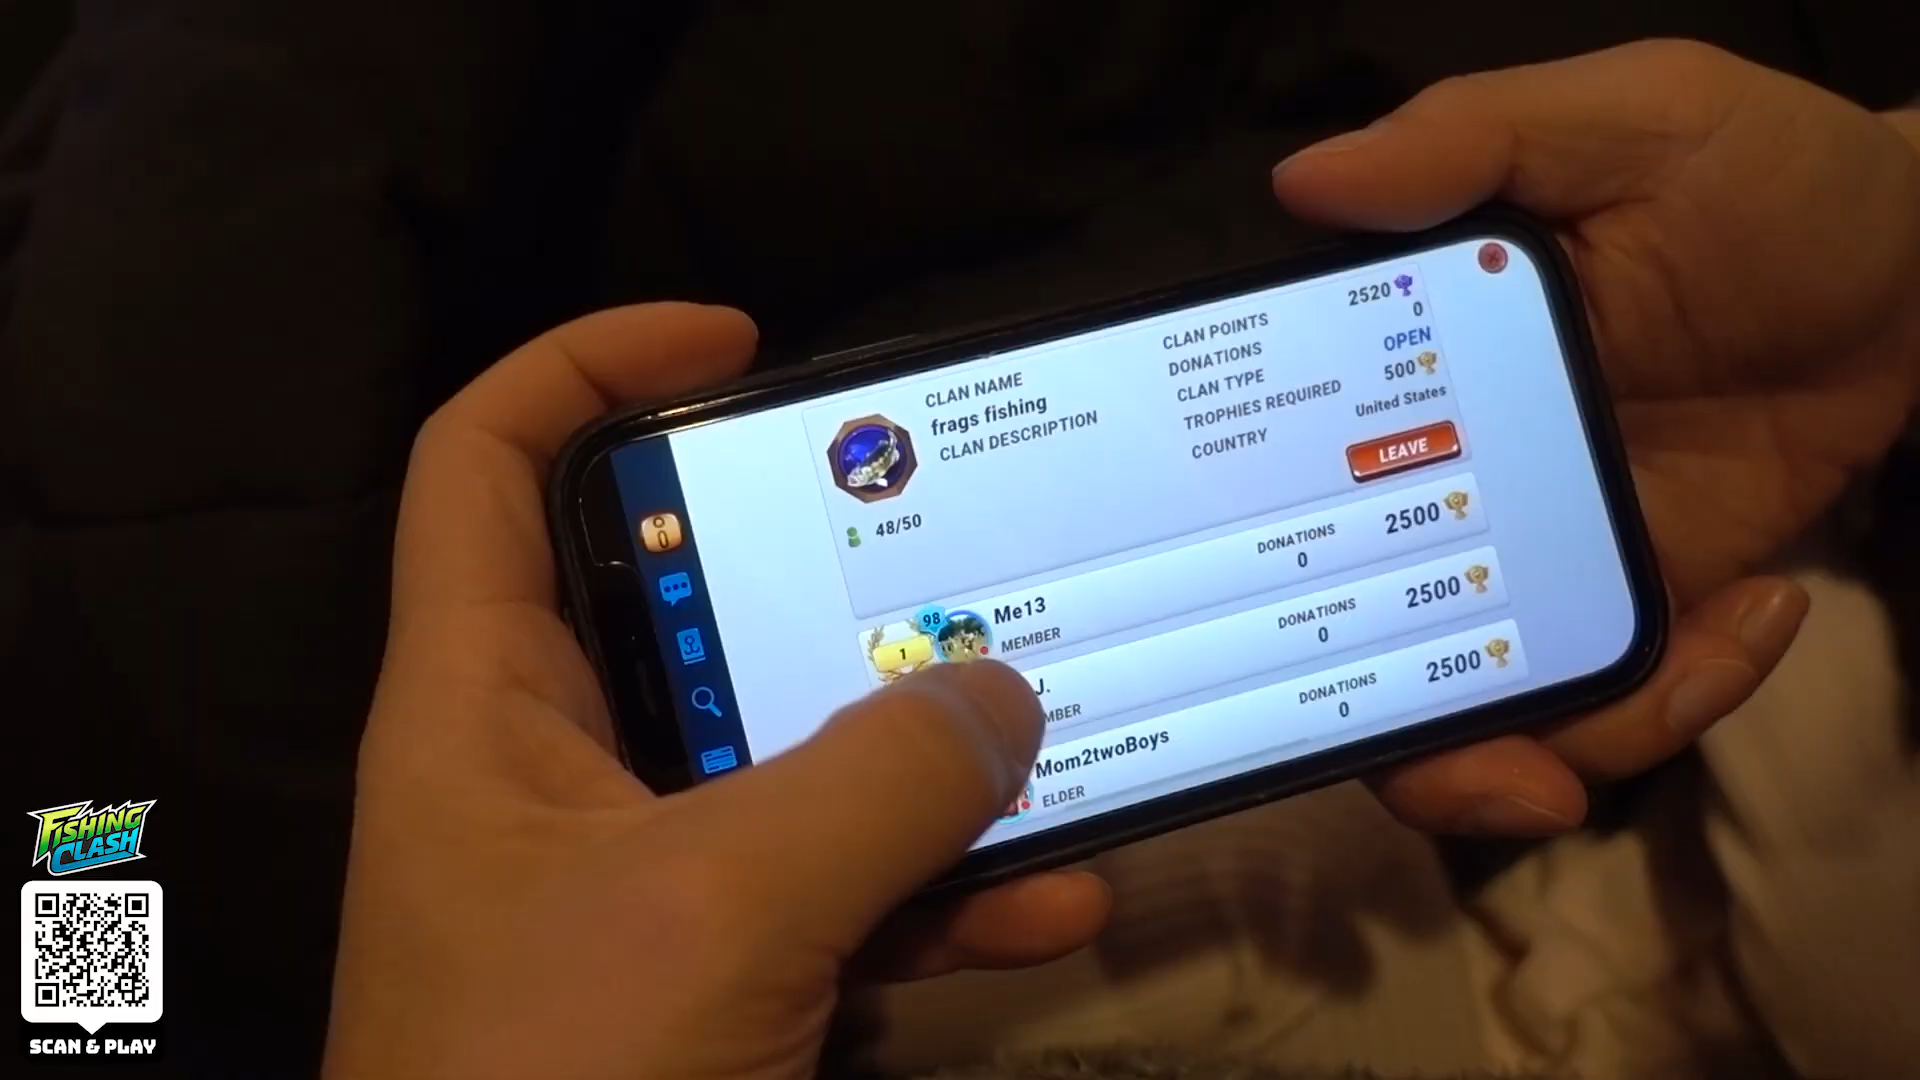 CLAN NAME
frags fishing
CLAN DESCRIPTION
48/50
CLAN POINTS 2520
DONATIONS 0
CLAN TYPE OPEN
TROPHIES REQUIRED 500
COUNTRY United States
LEAVE
0
1 98 Me13
MEMBER
DONATIONS
0
2500
J.
MBER
DONATIONS
0
2500
Mom2twoBoys
ELDER
DONATIONS
0
2500
FISHING
CLASH
SCAN & PLAY